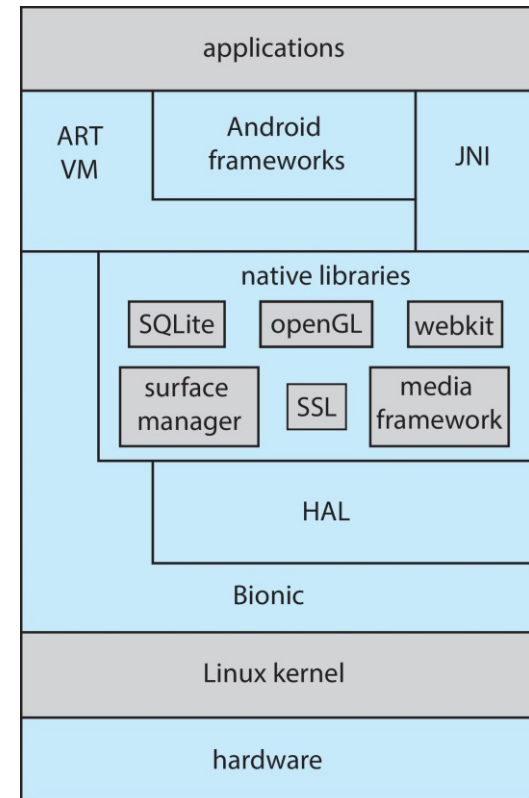 applications
ART
VM
Android
frameworks
JNI
native libraries
SQLite
openGL
webkit
surface
manager
SSL
media
framework
HAL
Bionic
Linux kernel
hardware